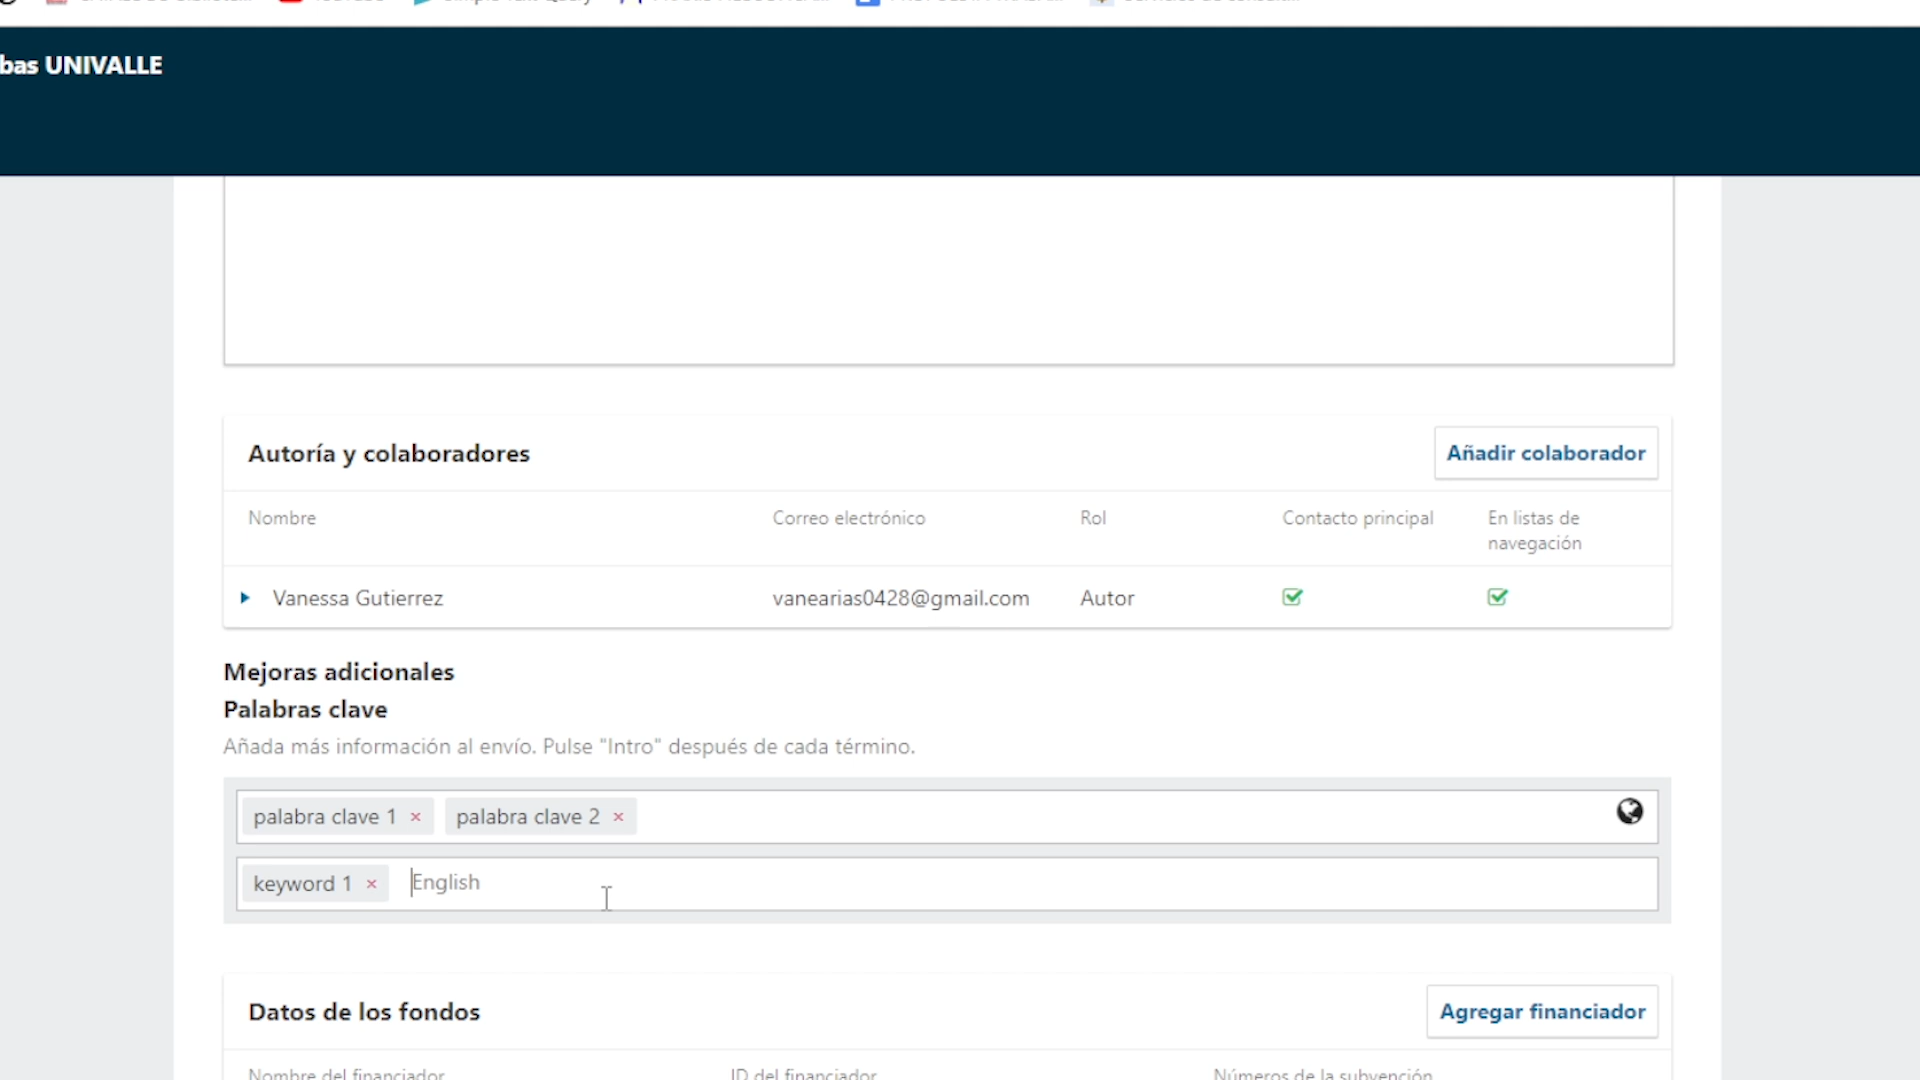 bas UNIVALLE
Autoría y colaboradores
Añadir colaborador
Nombre
Correo electrónico
Rol
Contacto principal
En listas de
navegación
Vanessa Gutierrez
vanearias0428@gmail.com
Autor
Mejoras adicionales
Palabras clave
Añada más información al envío. Pulse "Intro" después de cada término.
palabra clave 1 ×
palabra clave 2 ×
keyword 1 ×
English
Datos de los fondos
Agregar financiador
Nombre del financiador
ID del financiador
Números de la subvención